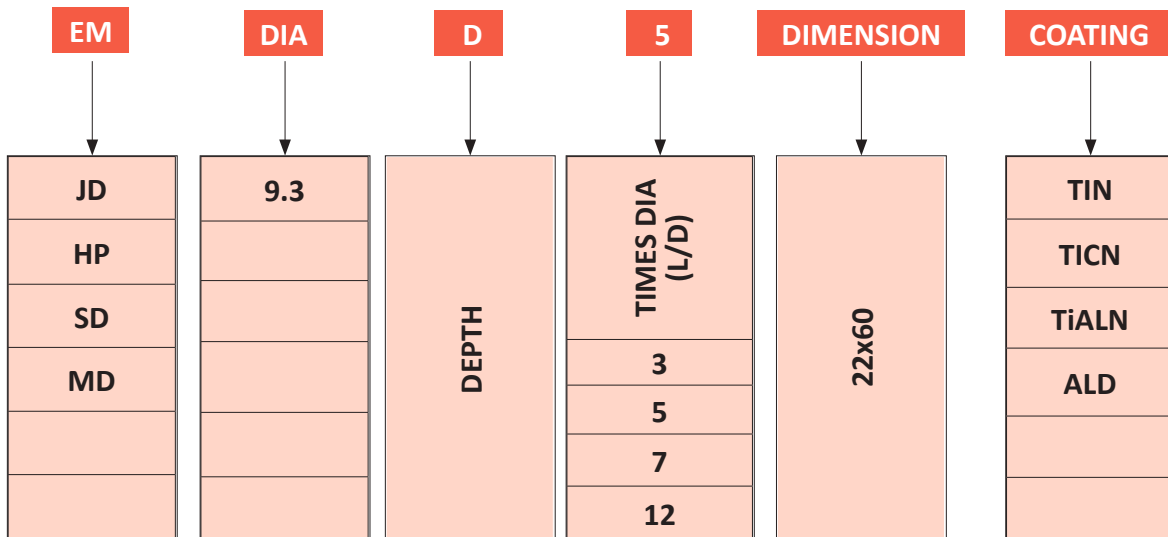 EM
DIA
D
5
DIMENSION
COATING
JD
HP
SD
MD
9.3
DEPTH
TIMES DIA
(L/D)
3
5
7
12
22x60
TIN
TICN
TiALN
ALD